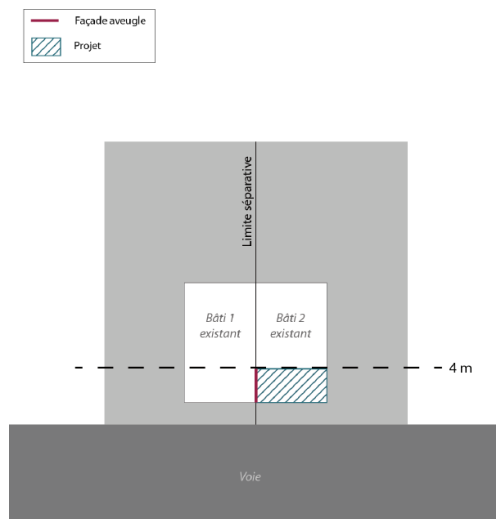 Façade aveugle
Projet
Limite séparative
Bâti 1
existant
Bâti 2
existant
4 m
Voie